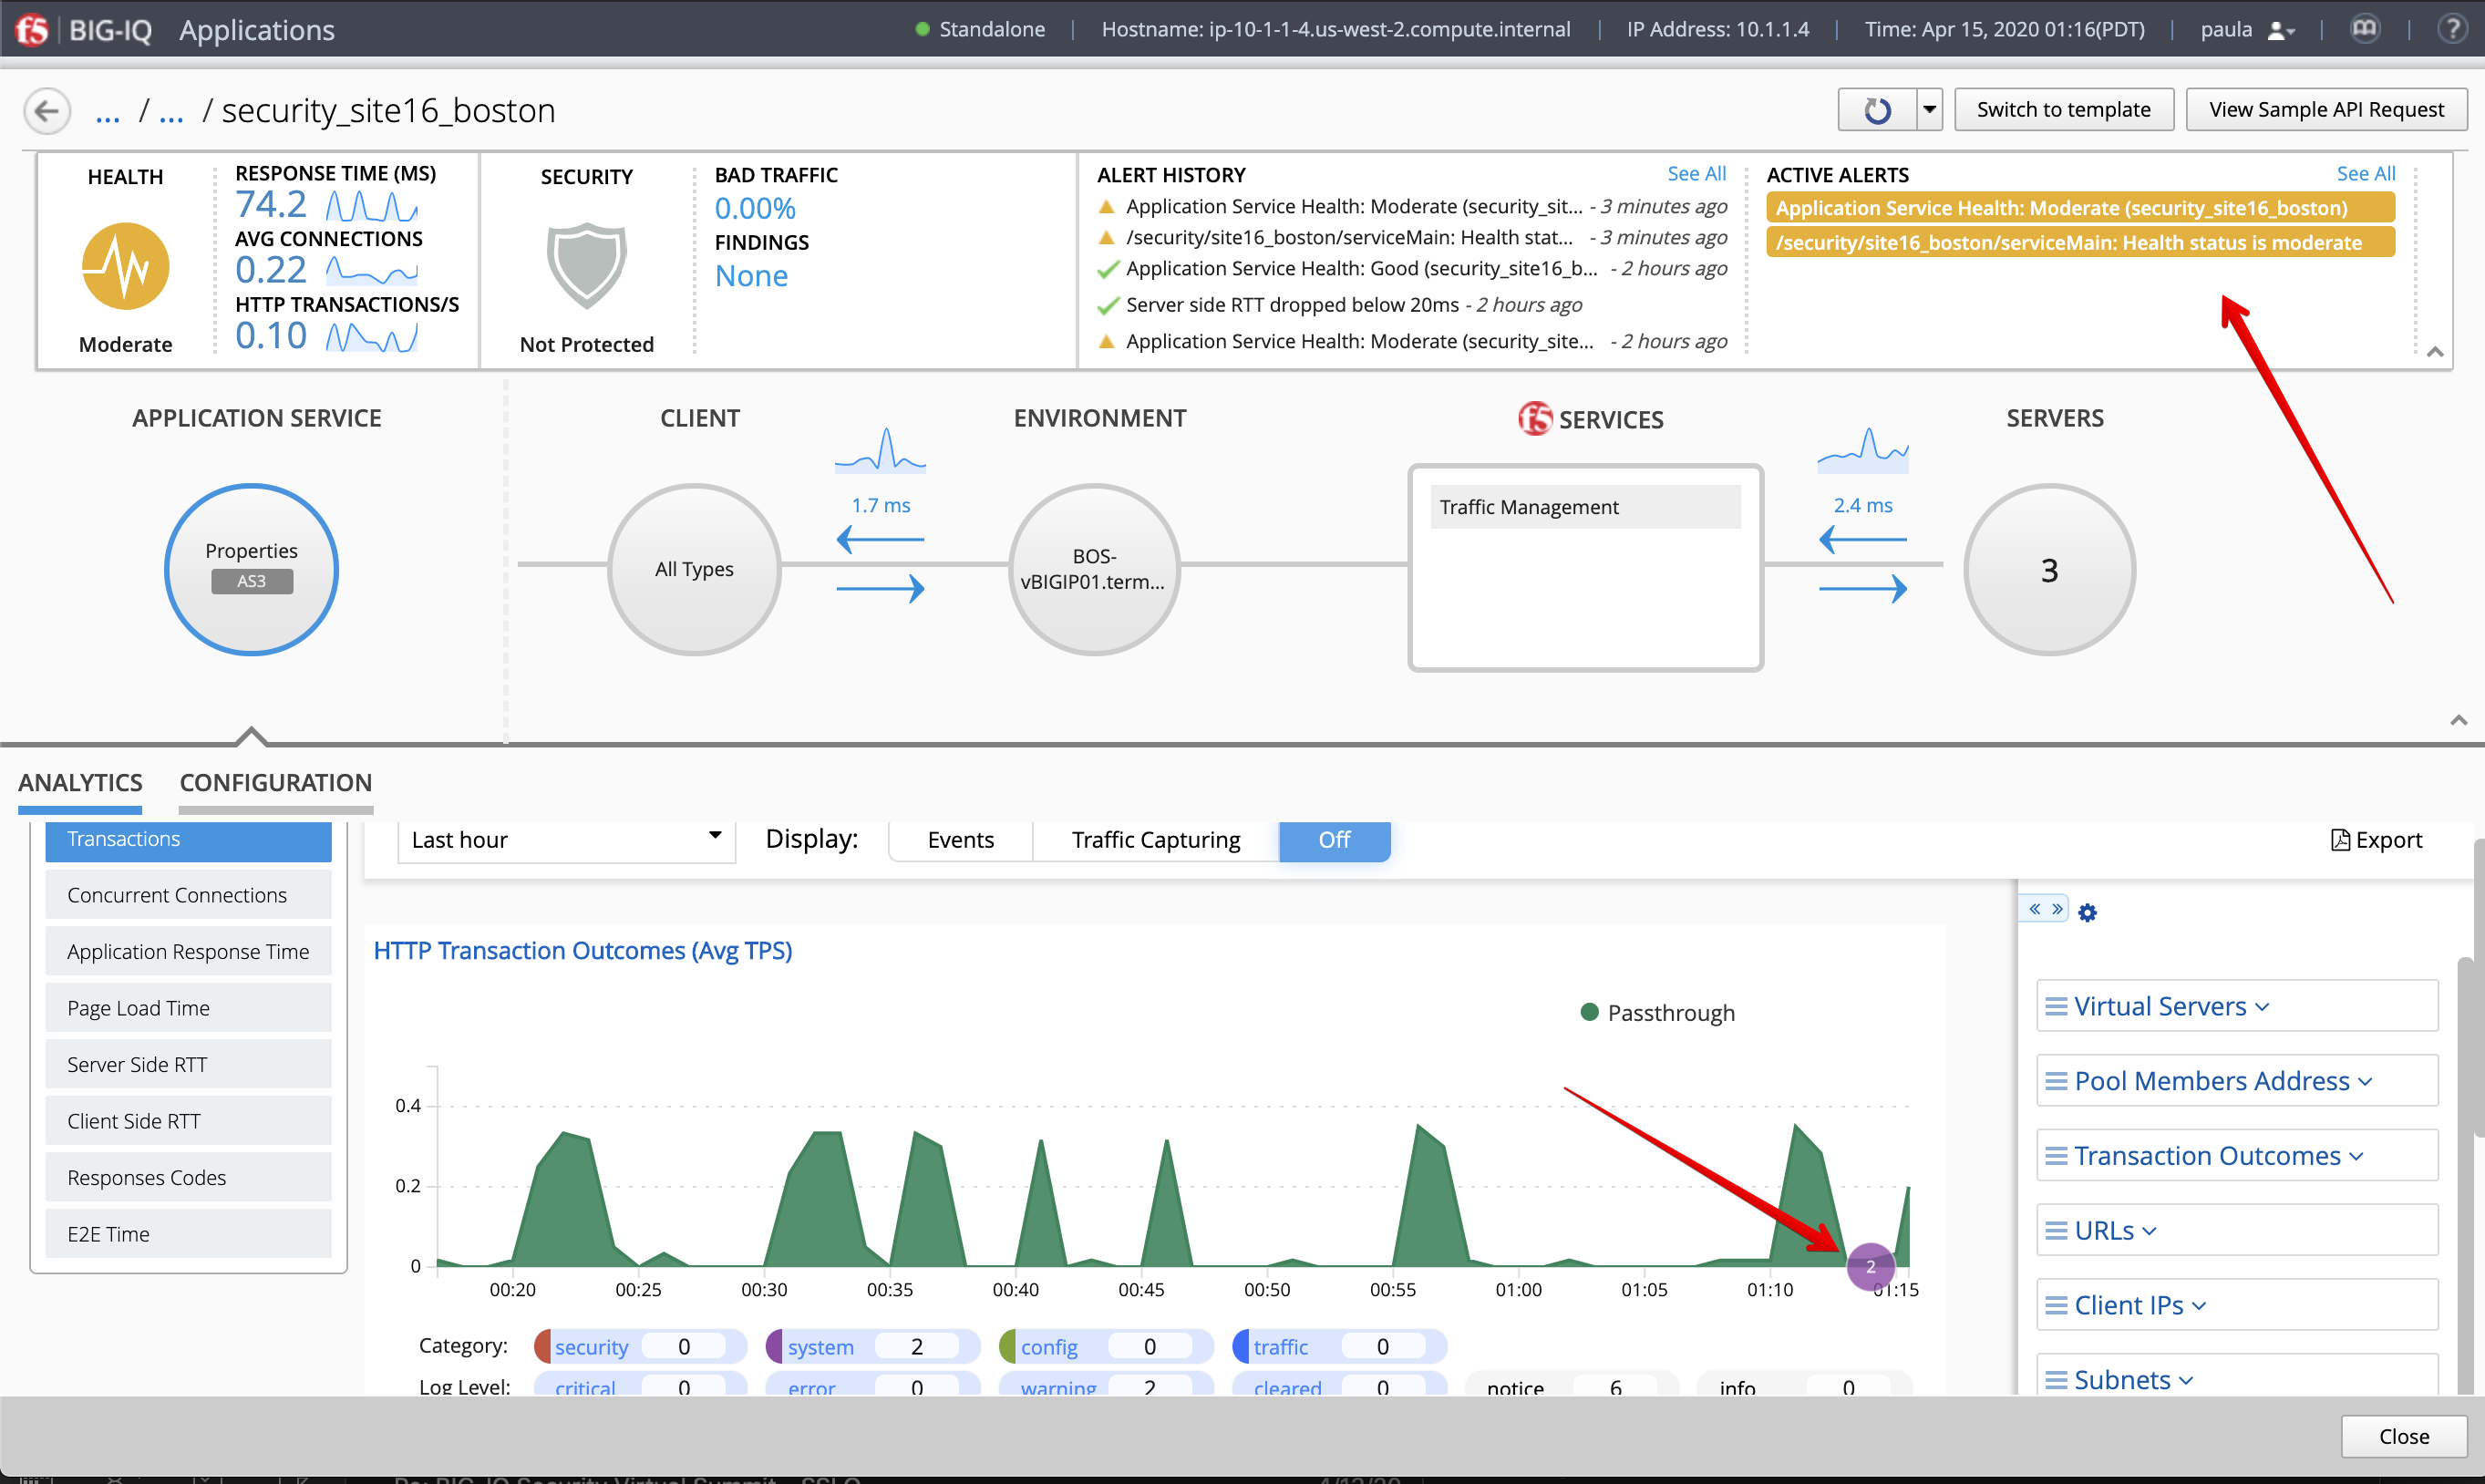 f5 BIG-IQ Applications
Standalone | Hostname: ip-10-1-1-4.us-west-2.compute.internal | IP Address: 10.1.1.4 | Time: Apr 15, 2020 01:16(PDT) | paula
?
... / ... / security_site16_boston
Switch to template
View Sample API Request
HEALTH
Moderate
RESPONSE TIME (MS)
74.2
AVG CONNECTIONS
0.22
HTTP TRANSACTIONS/S
0.10
SECURITY
Not Protected
BAD TRAFFIC
0.00%
FINDINGS
None
ALERT HISTORY See All
Application Service Health: Moderate (security_sit... - 3 minutes ago
/security/site16_boston/serviceMain: Health stat... - 3 minutes ago
Application Service Health: Good (security_site16_b... - 2 hours ago
Server side RTT dropped below 20ms - 2 hours ago
Application Service Health: Moderate (security_site... - 2 hours ago
ACTIVE ALERTS See All
Application Service Health: Moderate (security_site16_boston)
/security/site16_boston/serviceMain: Health status is moderate
APPLICATION SERVICE
Properties
AS3
CLIENT
All Types
1.7 ms
ENVIRONMENT
BOS-
vBIGIP01.term...
f5 SERVICES
Traffic Management
2.4 ms
SERVERS
3
ANALYTICS
CONFIGURATION
Transactions
Concurrent Connections
Application Response Time
Page Load Time
Server Side RTT
Client Side RTT
Responses Codes
E2E Time
Last hour
Display:
Events
Traffic Capturing
Off
Export
HTTP Transaction Outcomes (Avg TPS)
Passthrough
0.4
0.2
0
2
00:20 00:25 00:30 00:35 00:40 00:45 00:50 00:55 01:00 01:05 01:10 01:15
Category: security 0 system 2 config 0 traffic 0
Log Level: critical 0 error 0 warning 2 cleared 0 notice 6 info 0
« »
Virtual Servers
Pool Members Address
Transaction Outcomes
URLs
Client IPs
Subnets
Close